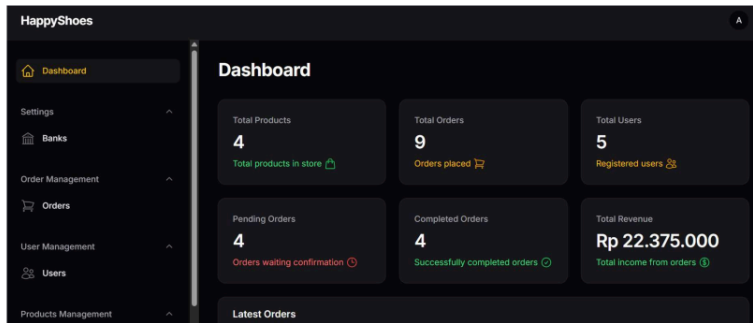 HappyShoes
A
Dashboard
Settings
Banks
Order Management
Orders
User Management
Users
Products Management
Dashboard
Total Products
4
Total products in store
Total Orders
9
Orders placed
Total Users
5
Registered users
Pending Orders
4
Orders waiting confirmation
Completed Orders
4
Successfully completed orders
Total Revenue
Rp 22.375.000
Total income from orders
Latest Orders